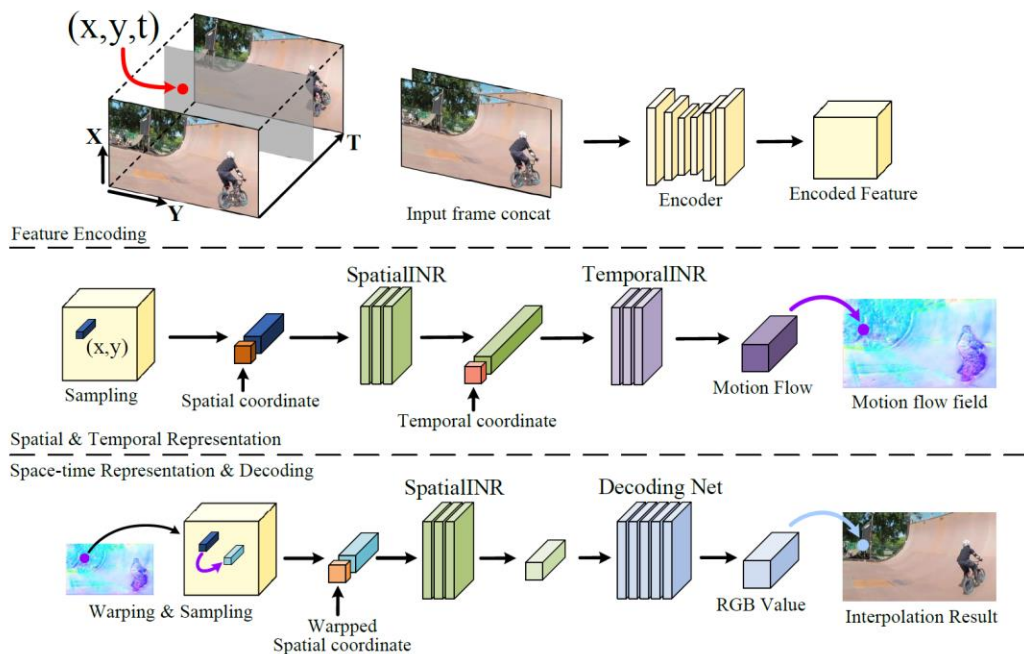 (x,y,t)
X
Y
T
Input frame concat
Encoder
Encoded Feature
Feature Encoding
SpatialINR
TemporalINR
(x,y)
Sampling
Spatial coordinate
Temporal coordinate
Motion Flow
Motion flow field
Spatial & Temporal Representation
Space-time Representation & Decoding
SpatialINR
Decoding Net
Warping & Sampling
Warpped
Spatial coordinate
RGB Value
Interpolation Result